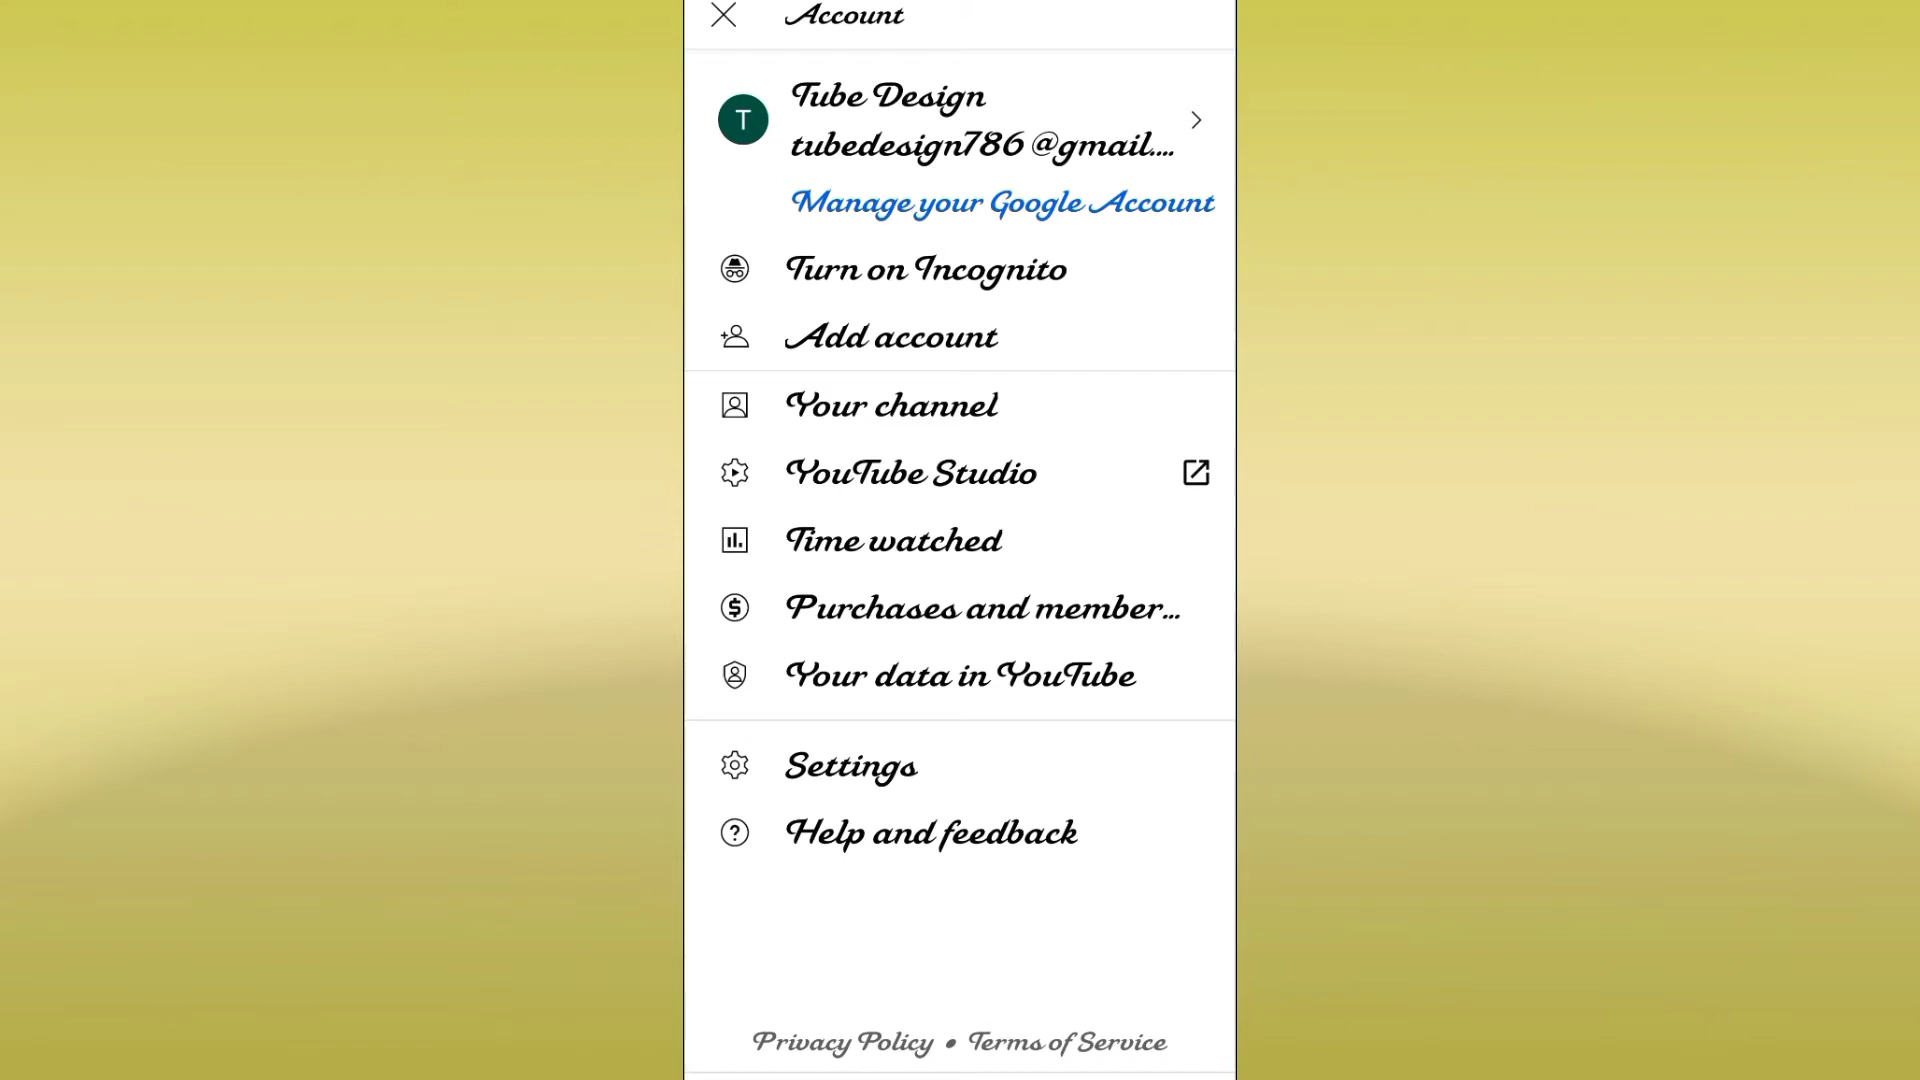 Account
T
Tube Design
tubedesign786@gmail....
Manage your Google Account
Turn on Incognito
Add account
Your channel
YouTube Studio
Time watched
Purchases and member...
Your data in YouTube
Settings
Help and feedback
Privacy Policy • Terms of Service